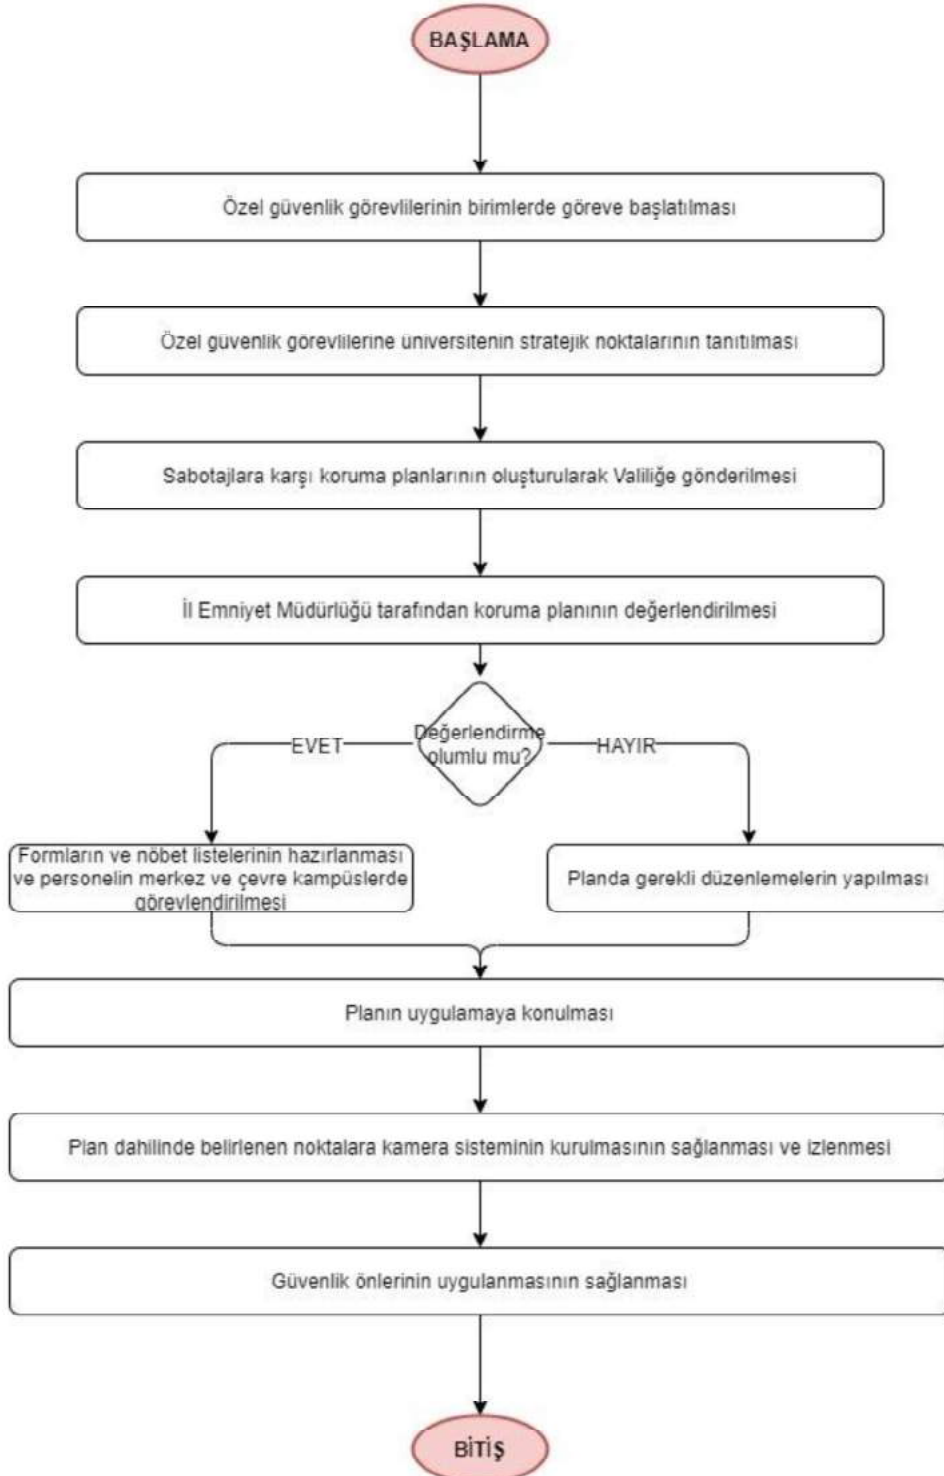 BAŞLAMA
Özel güvenlik görevlilerinin birimlerde göreve başlatılması
Özel güvenlik görevlilerine üniversitenin stratejik noktalarının tanıtılması
Sabotajlara karşı koruma planlarının oluşturularak Valiliğe gönderilmesi
İl Emniyet Müdürlüğü tarafından koruma planının değerlendirilmesi
Değerlendirme
olumlu mu?
EVET
HAYIR
Formların ve nöbet listelerinin hazırlanması
ve personelin merkez ve çevre kampüslerde
görevlendirilmesi
Planda gerekli düzenlemelerin yapılması
Planın uygulamaya konulması
Plan dahilinde belirlenen noktalara kamera sisteminin kurulmasının sağlanması ve izlenmesi
Güvenlik önlerinin uygulanmasının sağlanması
BİTİŞ